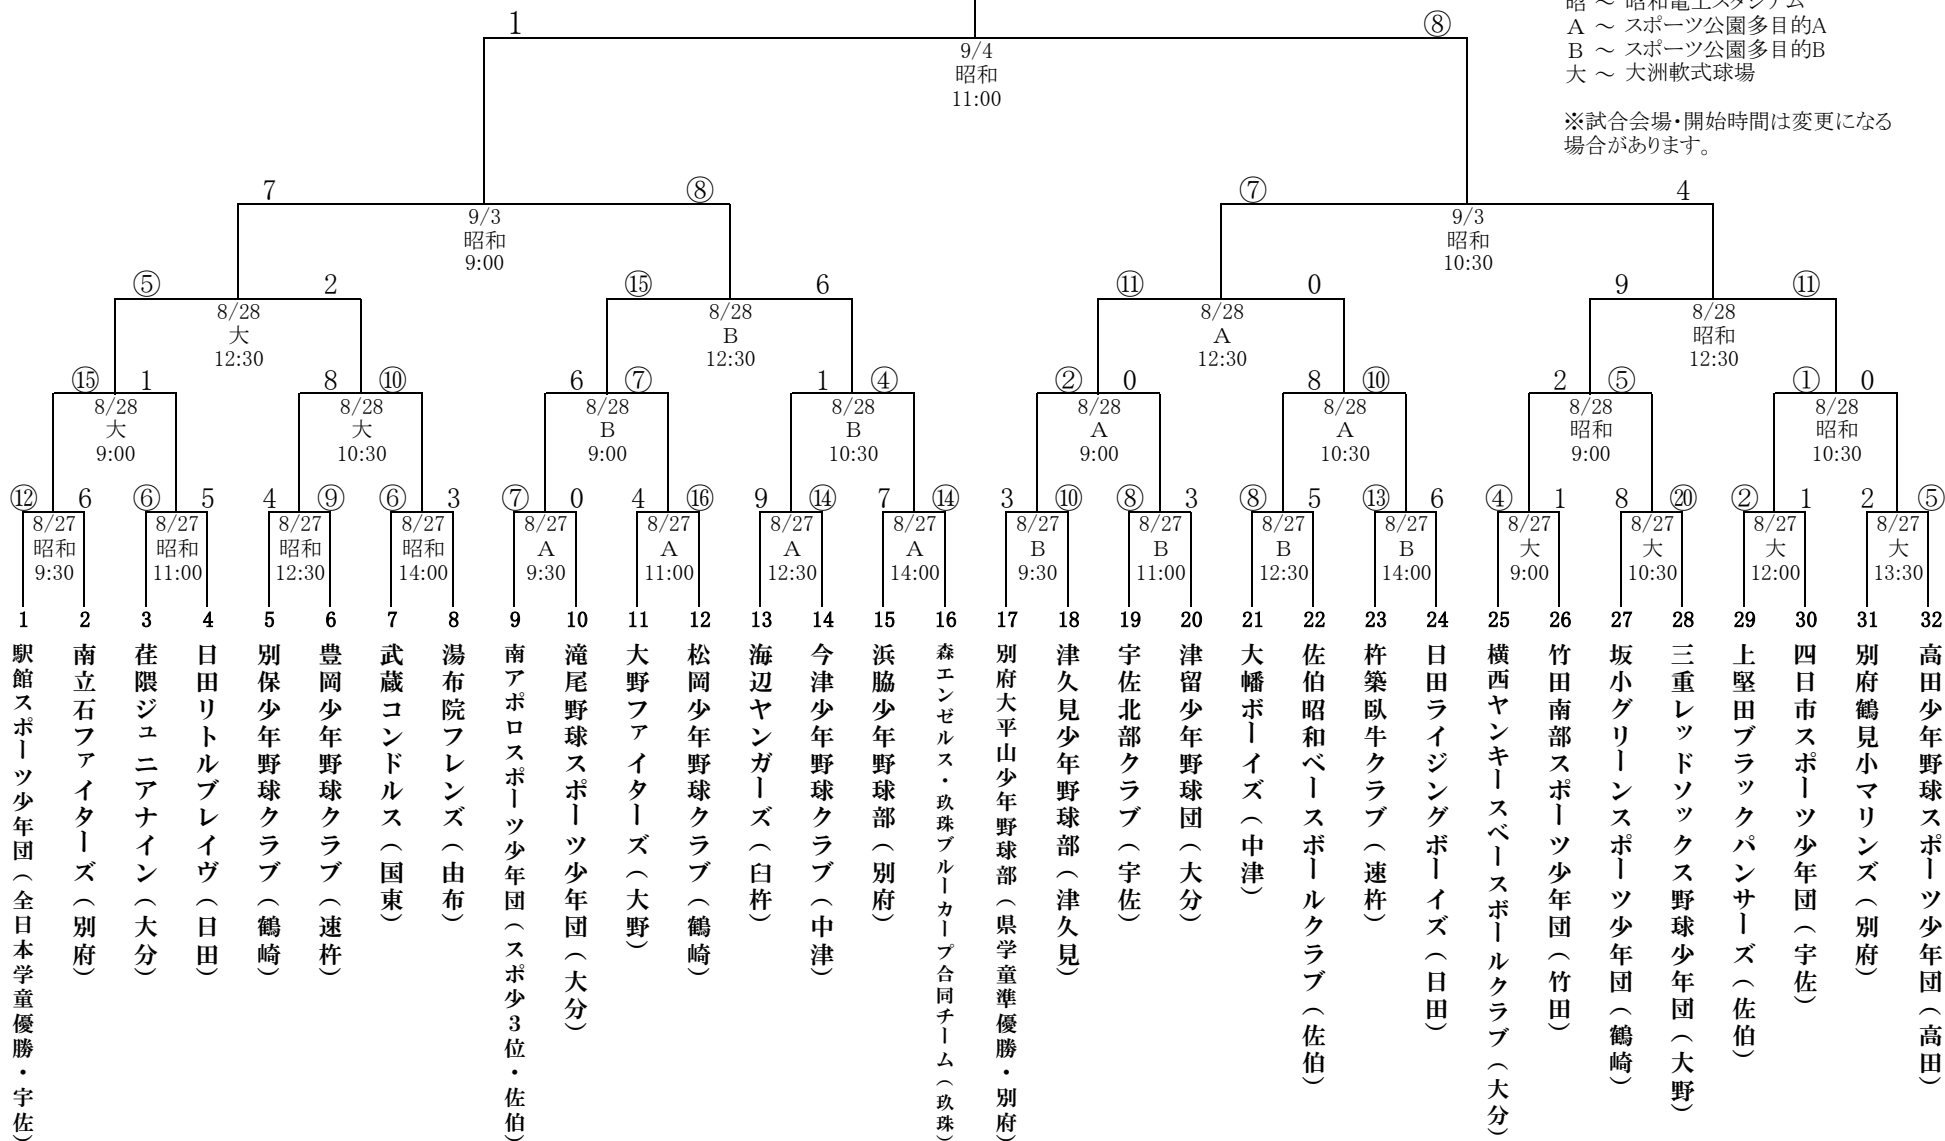 昭 ～ 昭和電工スタジアム
A ～ スポーツ公園多目的A
B ～ スポーツ公園多目的B
大 ～ 大洲軟式球場
※試合会場・開始時間は変更になる
場合があります。
1 ⑧
9/4
昭和
11:00
7 ⑧ ⑦ 4
9/3 9/3
昭和 昭和
9:00 10:30
⑤ 2 ⑮ 6 ⑪ 0 9 ⑪
8/28 8/28 8/28 8/28
大 B A 昭和
12:30 12:30 12:30 12:30
⑮ 1 8 ⑩ 6 ⑦ 1 ④ ② 0 8 ⑩ 2 ⑤ ① 0
8/28 8/28 8/28 8/28 8/28 8/28 8/28 8/28
大 大 B B A A 昭和 昭和
9:00 10:30 9:00 10:30 9:00 10:30 9:00 10:30
⑫ 6 ⑥ 5 4 ⑨ ⑥ 3 ⑦ 0 4 ⑯ 9 ⑭ 7 ⑭ 3 ⑩ ⑧ 3 ⑧ 5 ⑬ 6 ④ 1 8 ⑳ ② 1 2 ⑤
8/27 8/27 8/27 8/27 8/27 8/27 8/27 8/27 8/27 8/27 8/27 8/27 8/27 8/27 8/27 8/27
昭和 昭和 昭和 昭和 A A A A B B B B 大 大 大 大
9:30 11:00 12:30 14:00 9:30 11:00 12:30 14:00 9:30 11:00 12:30 14:00 9:00 10:30 12:00 13:30
1 2 3 4 5 6 7 8 9 10 11 12 13 14 15 16 17 18 19 20 21 22 23 24 25 26 27 28 29 30 31 32
駅館スポーツ少年団（全日本学童優勝・宇佐）
南立石ファイターズ（別府）
荏隈ジュニアナイン（大分）
日田リトルブレイヴ（日田）
別保少年野球クラブ（鶴崎）
豊岡少年野球クラブ（速杵）
武蔵コンドルス（国東）
湯布院フレンズ（由布）
南アポロスポーツ少年団（スポ少3位・佐伯）
滝尾野球スポーツ少年団（大分）
大野ファイターズ（大野）
松岡少年野球クラブ（鶴崎）
海辺ヤンガーズ（臼杵）
今津少年野球クラブ（中津）
浜脇少年野球部（別府）
森エンゼルス・玖珠ブルーカープ合同チーム（玖珠）
別府大平山少年野球部（県学童準優勝・別府）
津久見少年野球部（津久見）
宇佐北部クラブ（宇佐）
津留少年野球団（大分）
大幡ボーイズ（中津）
佐伯昭和ベースボールクラブ（佐伯）
杵築臥牛クラブ（速杵）
日田ライジングボーイズ（日田）
横西ヤンキースベースボールクラブ（大分）
竹田南部スポーツ少年団（竹田）
坂小グリーンスポーツ少年団（鶴崎）
三重レッドソックス野球少年団（大野）
上堅田ブラックパンサーズ（佐伯）
四日市スポーツ少年団（宇佐）
別府鶴見小マリンズ（別府）
高田少年野球スポーツ少年団（高田）